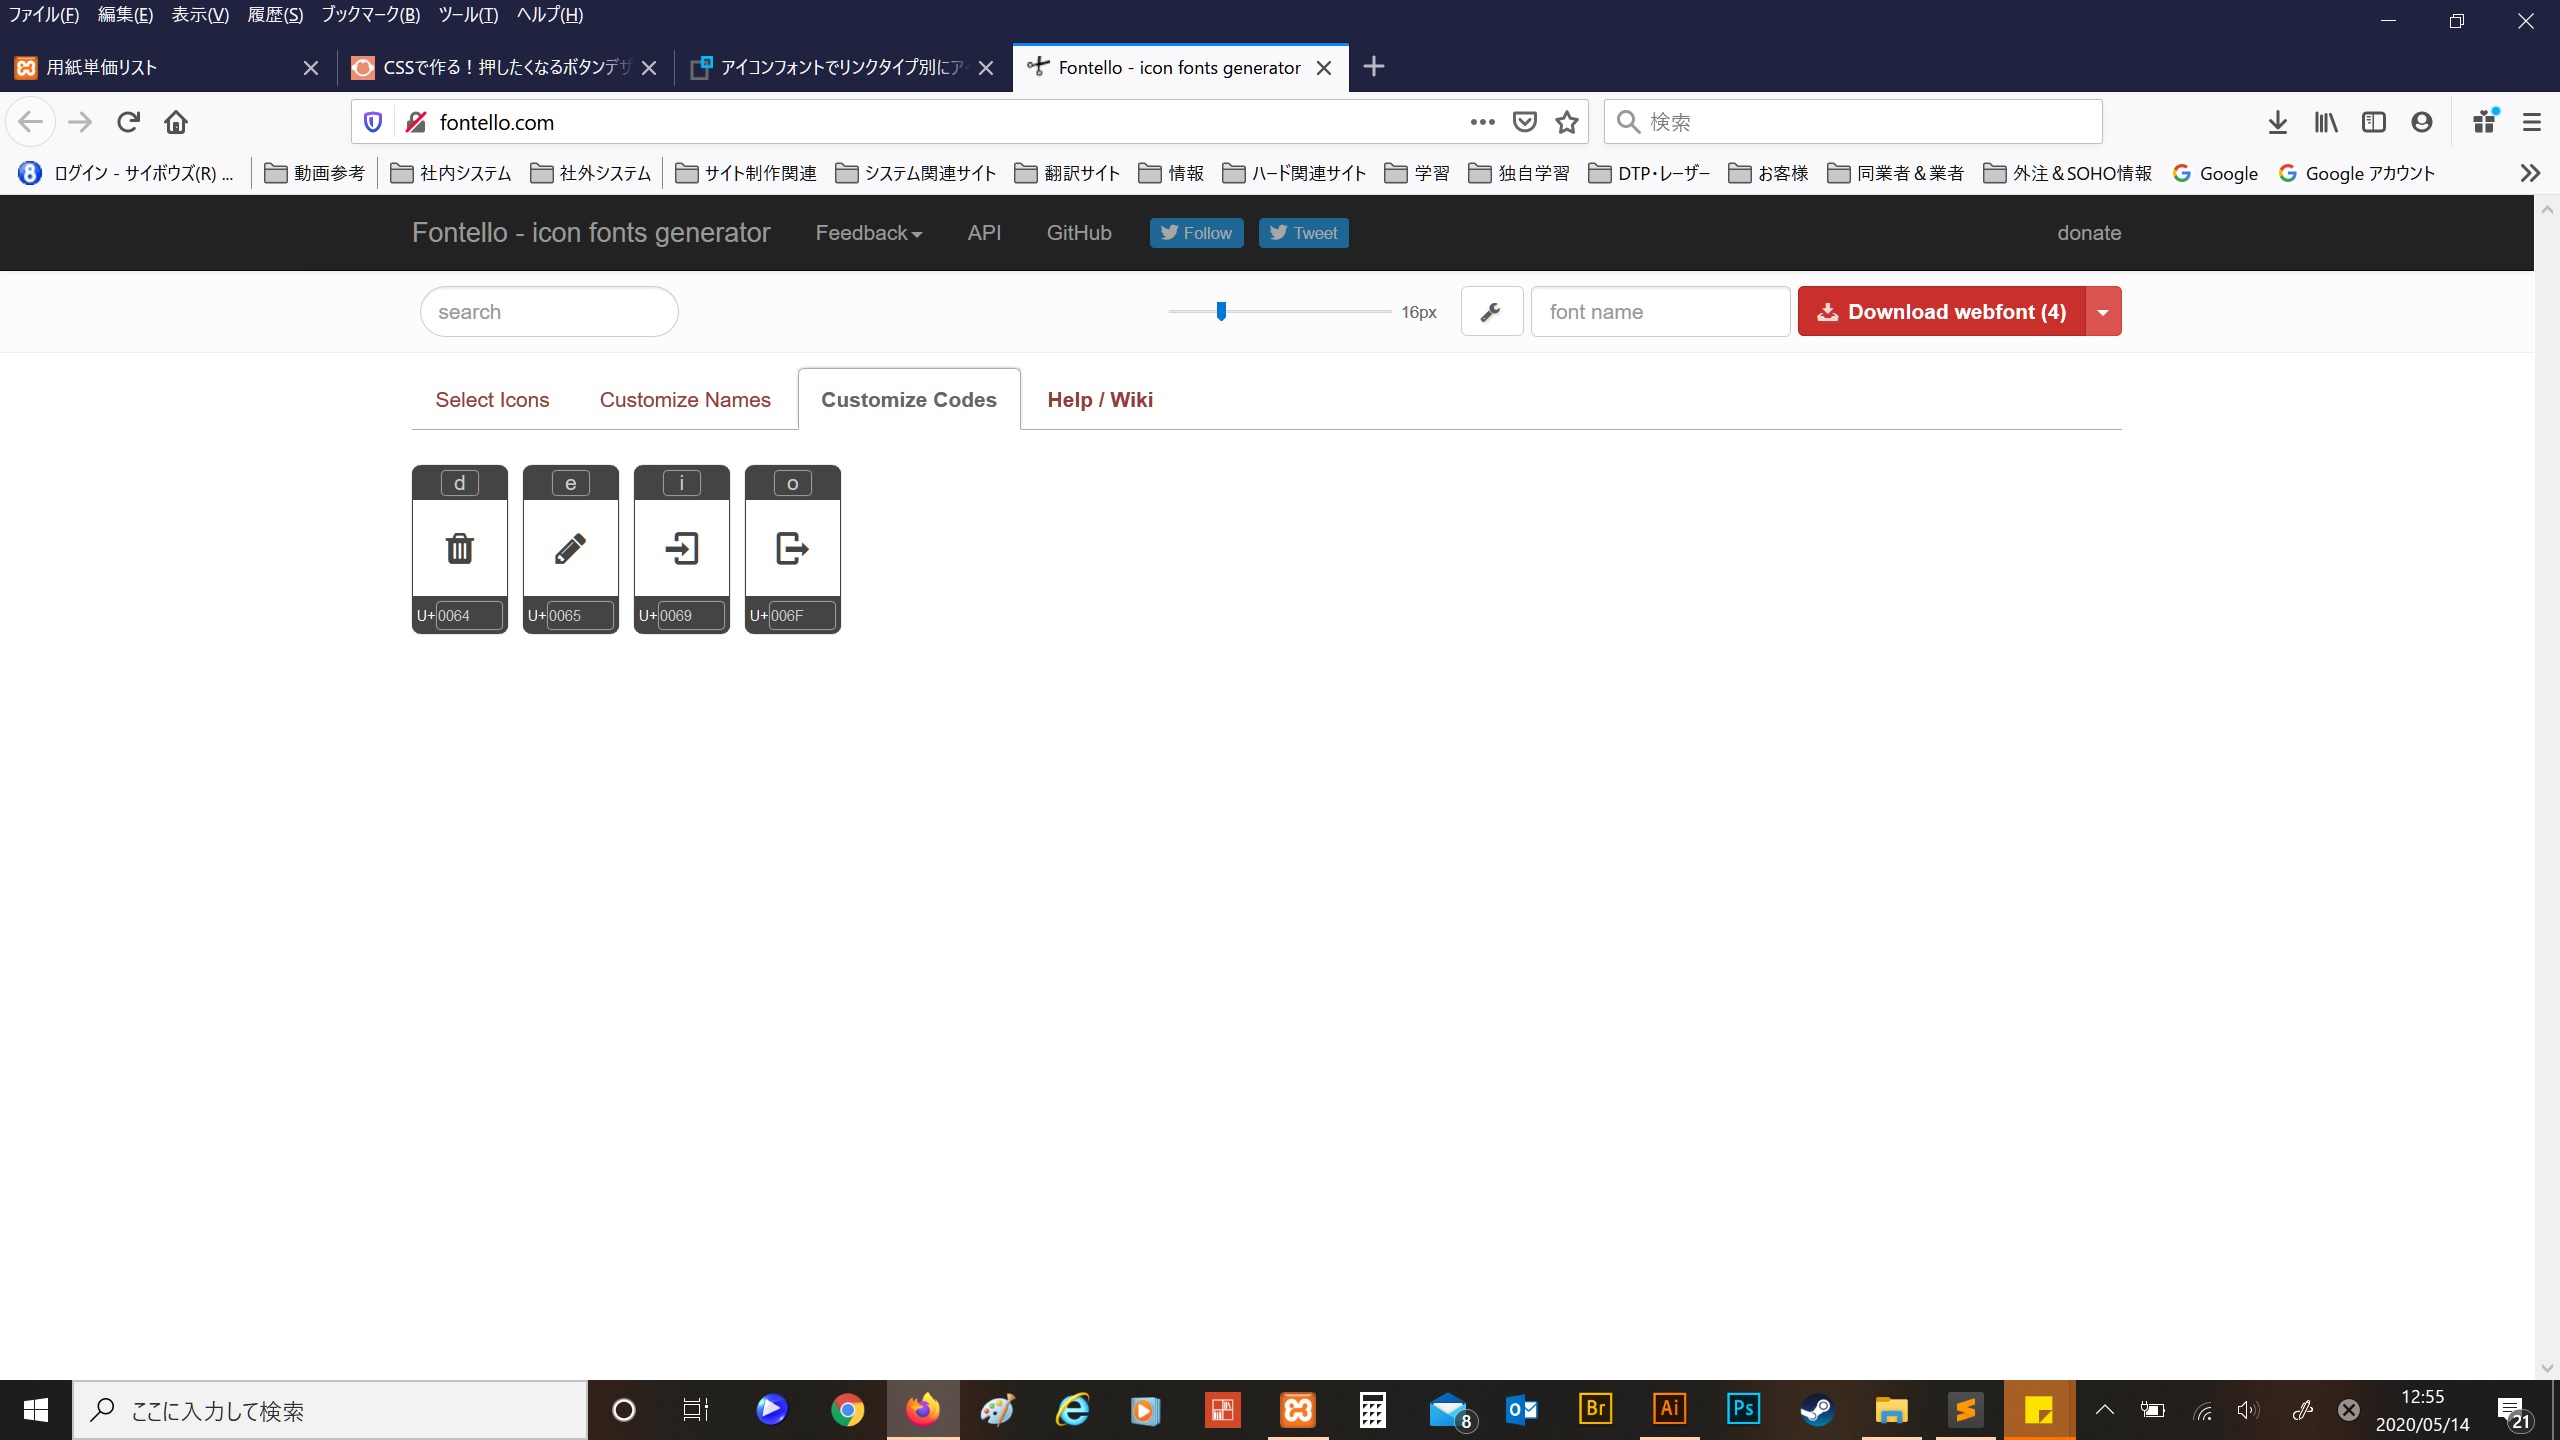 ファイル(F) 編集(E) 表示(V) 履歴(S) ブックマーク(B) ツール(T) ヘルプ(H)
用紙単価リスト
CSSで作る！押したくなるボタンデザ
アイコンフォントでリンクタイプ別にア
Fontello - icon fonts generator
fontello.com
検索
ログイン - サイボウズ(R) ...
動画参考
社内システム
社外システム
サイト制作関連
システム関連サイト
翻訳サイト
情報
ハード関連サイト
学習
独自学習
DTP・レーザー
お客様
同業者＆業者
外注＆SOHO情報
Google
Google アカウント
Fontello - icon fonts generator
Feedback
API
GitHub
Follow
Tweet
donate
search
16px
font name
Download webfont (4)
Select Icons
Customize Names
Customize Codes
Help / Wiki
d e i o
U+0064 U+0065 U+0069 U+006F
ここに入力して検索
8
Br
Ai
Ps
12:55
2020/05/14
21